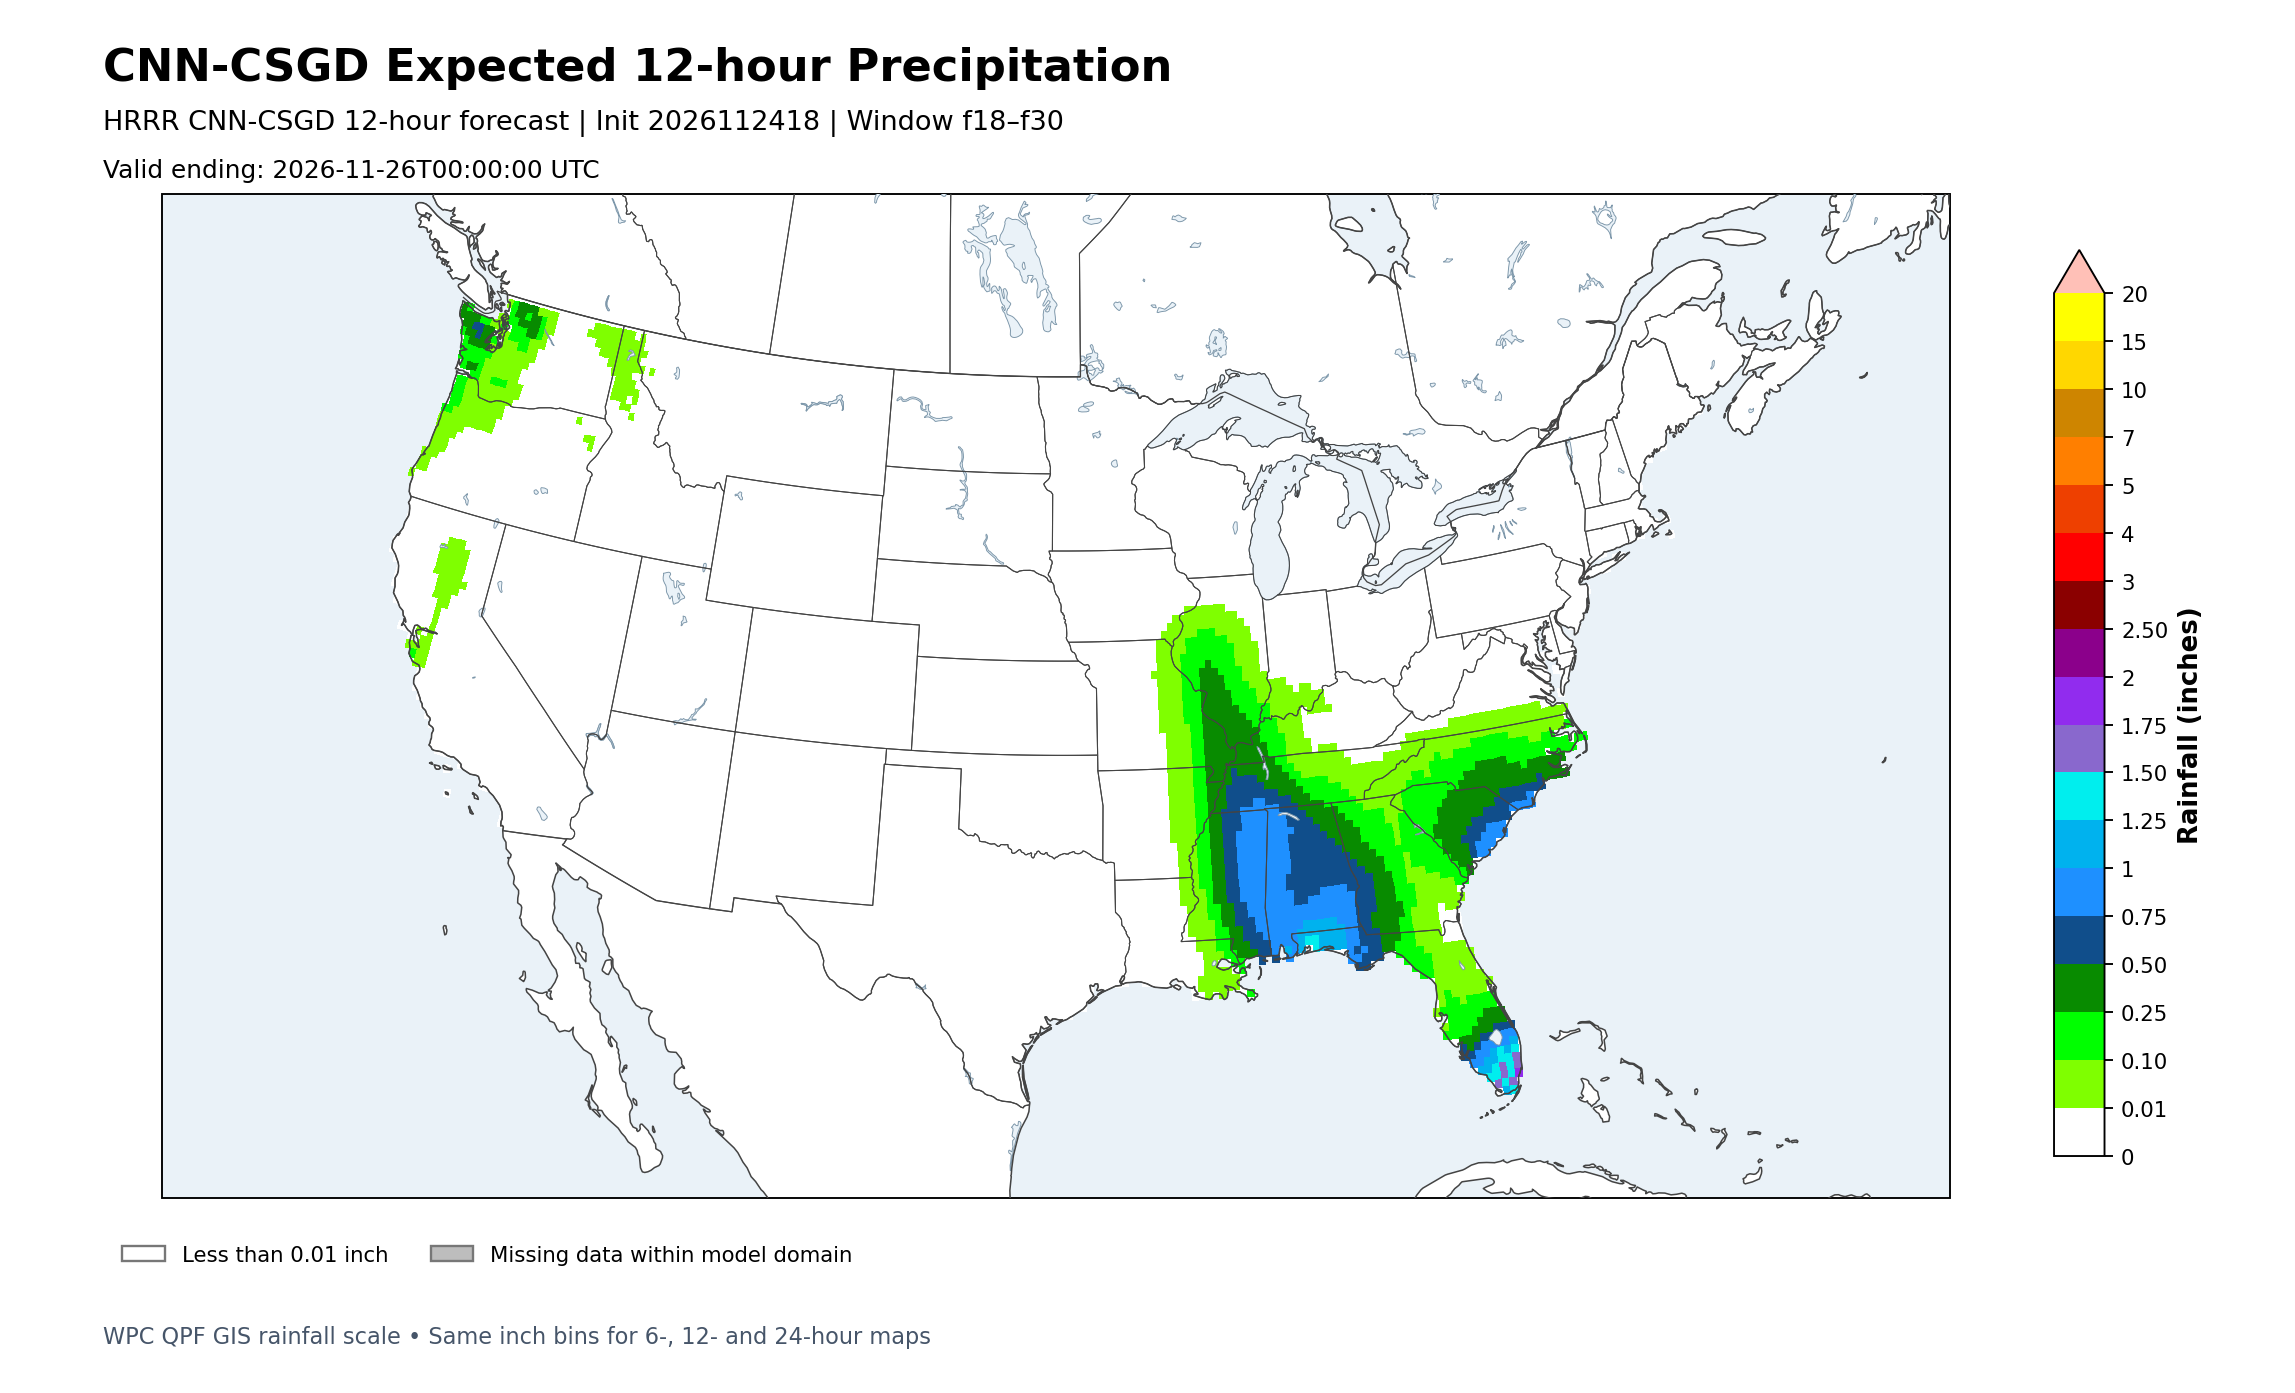 CNN-CSGD Expected 12-hour Precipitation
HRRR CNN-CSGD 12-hour forecast | Init 2026112418 | Window f18–f30
Valid ending: 2026-11-26T00:00:00 UTC
20
15
10
7
5
4
3
2.50
2
1.75
1.50
1.25
1
0.75
0.50
0.25
0.10
0.01
0
Rainfall (inches)
Less than 0.01 inch
Missing data within model domain
WPC QPF GIS rainfall scale • Same inch bins for 6-, 12- and 24-hour maps